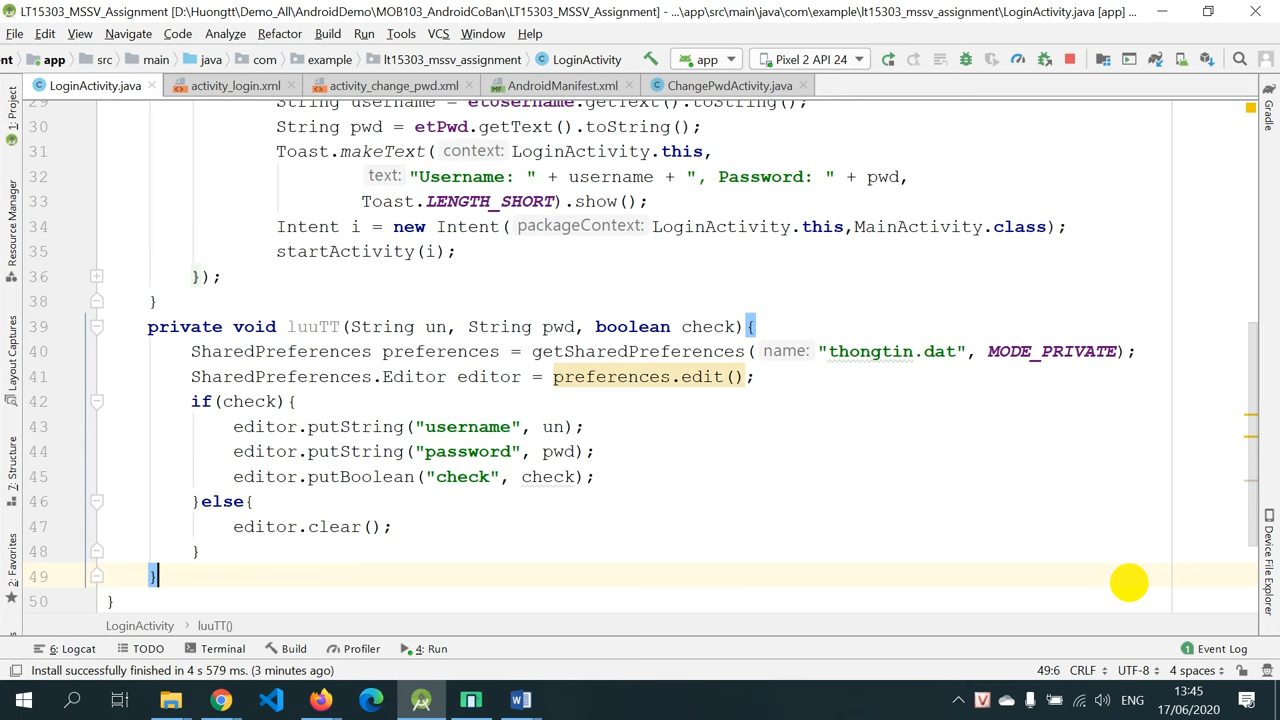 LT15303_MSSV_Assignment [D:\Huongtt\Demo_All\AndroidDemo\MOB103_AndroidCoBan\LT15303_MSSV_Assignment] - ...\app\src\main\java\com\example\lt15303_mssv_assignment\LoginActivity.java [app] ...
File Edit View Navigate Code Analyze Refactor Build Run Tools VCS Window Help
nt app src main java com example lt15303_mssv_assignment LoginActivity app Pixel 2 API 24
LoginActivity.java activity_login.xml activity_change_pwd.xml AndroidManifest.xml ChangePwdActivity.java
29 String username = etUsername.getText().toString();
30 String pwd = etPwd.getText().toString();
31 Toast.makeText( context: LoginActivity.this,
32 text: "Username: " + username + ", Password: " + pwd,
33 Toast.LENGTH_SHORT).show();
34 Intent i = new Intent( packageContext: LoginActivity.this,MainActivity.class);
35 startActivity(i);
36 });
38 }
39 private void luuTT(String un, String pwd, boolean check){
40 SharedPreferences preferences = getSharedPreferences( name: "thongtin.dat", MODE_PRIVATE);
41 SharedPreferences.Editor editor = preferences.edit();
42 if(check){
43 editor.putString("username", un);
44 editor.putString("password", pwd);
45 editor.putBoolean("check", check);
46 }else{
47 editor.clear();
48 }
49 }
50 }
1: Project
Resource Manager
Layout Captures
7: Structure
2: Favorites
Gradle
Device File Explorer
LoginActivity luuTT()
6: Logcat TODO Terminal Build Profiler 4: Run 1 Event Log
Install successfully finished in 4 s 579 ms. (3 minutes ago) 49:6 CRLF UTF-8 4 spaces
ENG
13:45
17/06/2020